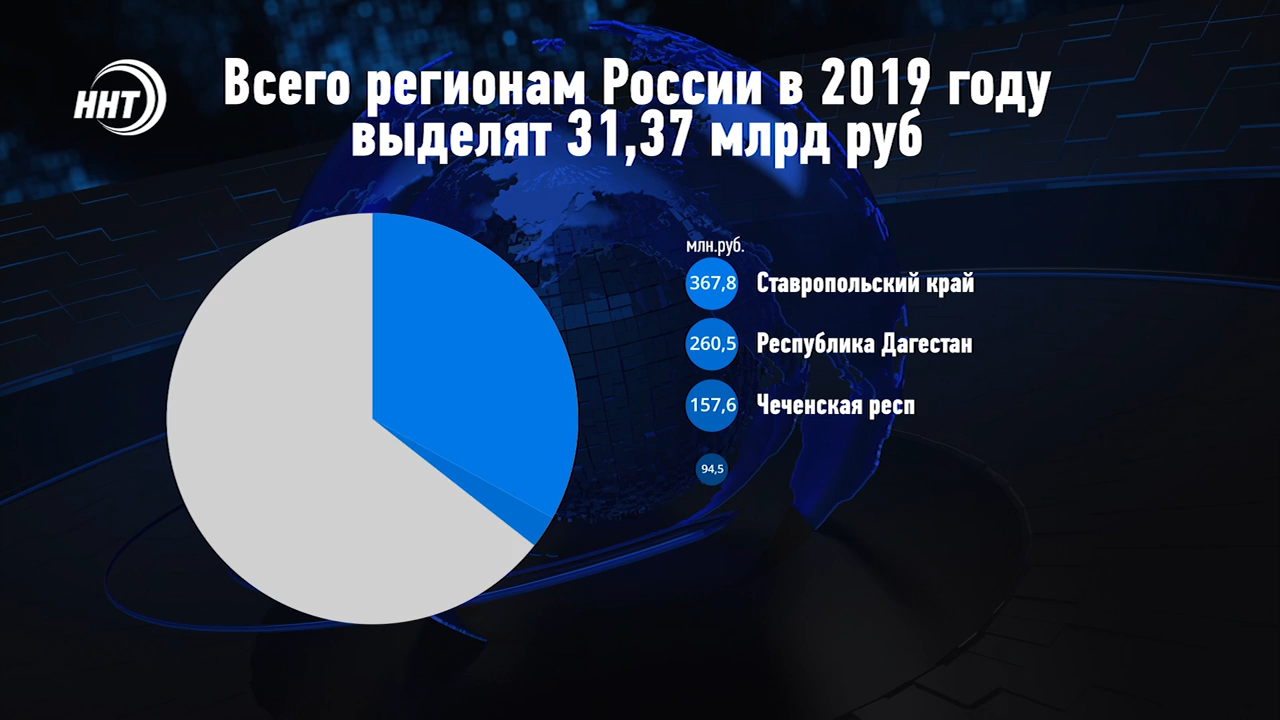 ННТ
Всего регионам России в 2019 году
выделят 31,37 млрд руб
млн.руб.
367,8 Ставропольский край
260,5 Республика Дагестан
157,6 Чеченская респ
94,5